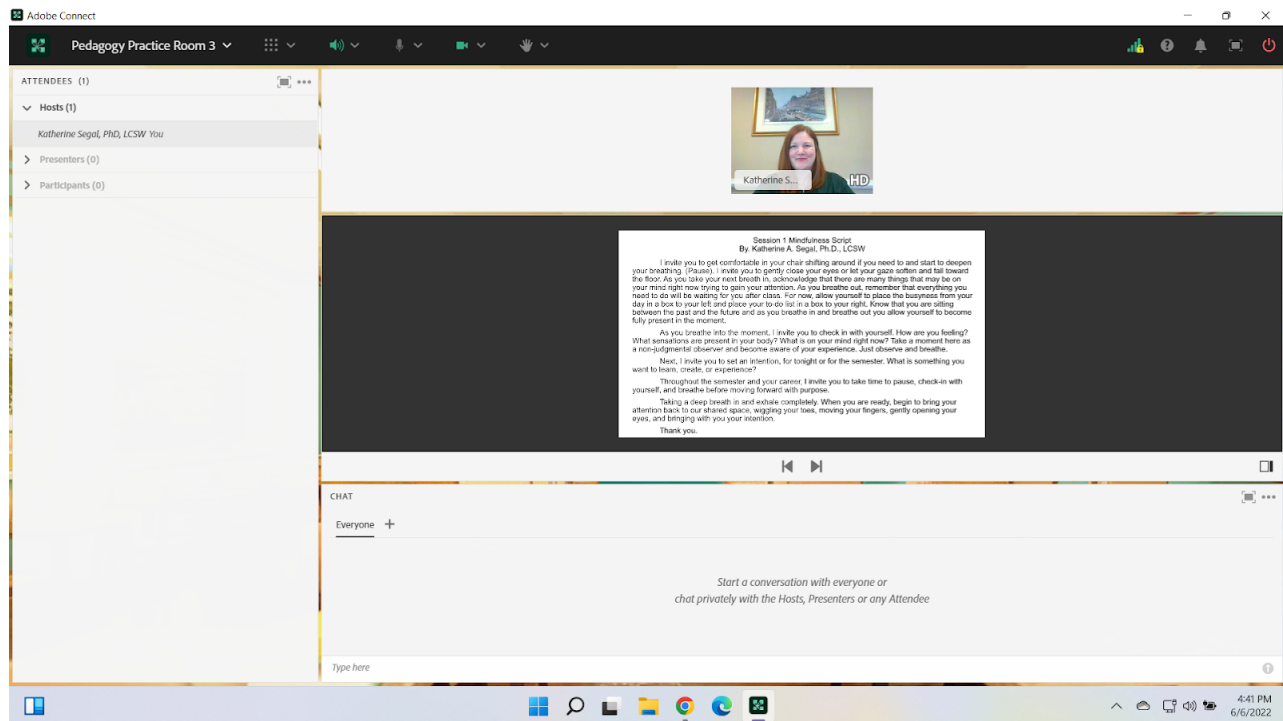 Adobe Connect
Pedagogy Practice Room 3
ATTENDEES (1)
Hosts (1)
Katherine Segal, PhD, LCSW You
Presenters (0)
Participants (0)
Katherine S...
HD
Session 1 Mindfulness Script
By. Katherine A. Segal, Ph.D., LCSW
I invite you to get comfortable in your chair shifting around if you need to and start to deepen
your breathing. (Pause). I invite you to gently close your eyes or let your gaze soften and fall toward
the floor. As you take your next breath in, acknowledge that there are many things that may be on
your mind right now trying to gain your attention. As you breathe out, remember that everything you
need to do will be waiting for you after class. For now, allow yourself to place the busyness from your
day in a box to your left and place your to-do list in a box to your right. Know that you are sitting
between the past and the future and as you breathe in and breathe out you allow yourself to become
fully present in the moment.
As you breathe into the moment, I invite you to check in with yourself. How are you feeling?
What sensations are present in your body? What is on your mind right now? Take a moment here as
a non-judgmental observer and become aware of your experience. Just observe and breathe.
Next, I invite you to set an intention, for tonight or for the semester. What is something you
want to learn, create, or experience?
Throughout the semester and your career, I invite you to take time to pause, check-in with
yourself, and breathe before moving forward with purpose.
Taking a deep breath in and exhale completely. When you are ready, begin to bring your
attention back to our shared space, wiggling your toes, moving your fingers, gently opening your
eyes, and bringing with you your intention.
Thank you.
CHAT
Everyone
Start a conversation with everyone or
chat privately with the Hosts, Presenters or any Attendee
Type here
4:41 PM
6/6/2022